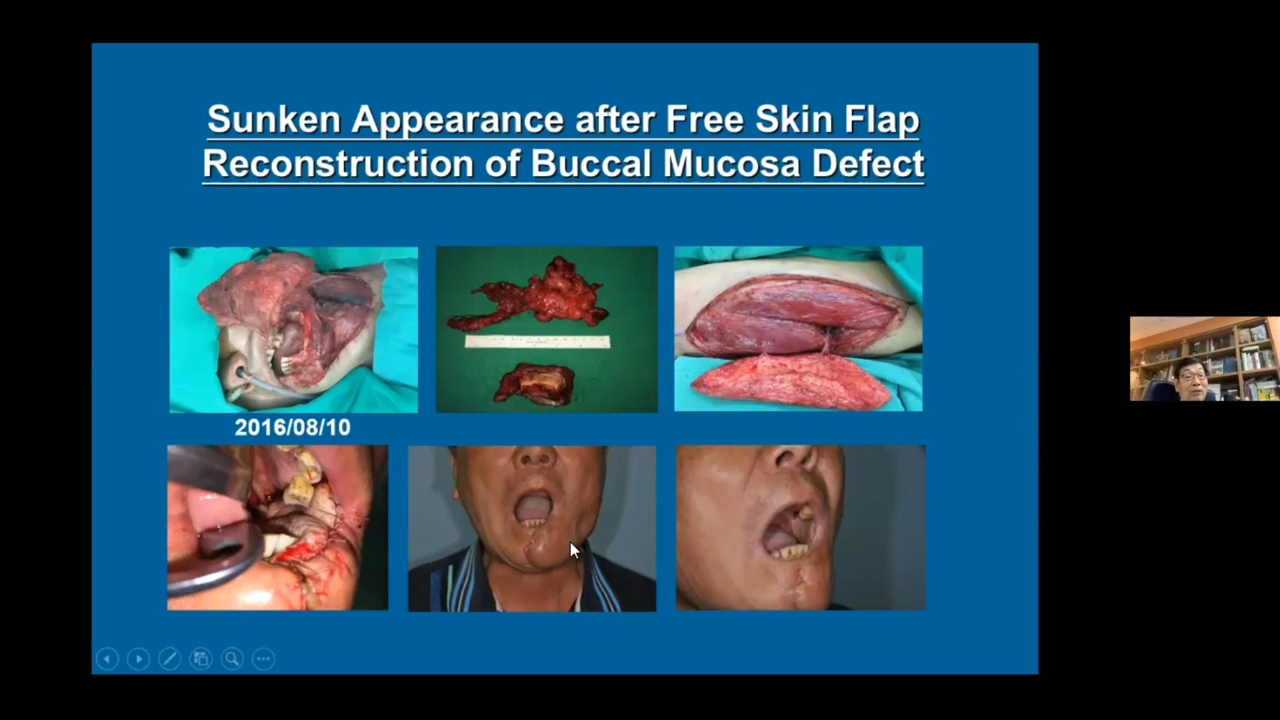 Sunken Appearance after Free Skin Flap
Reconstruction of Buccal Mucosa Defect
2016/08/10